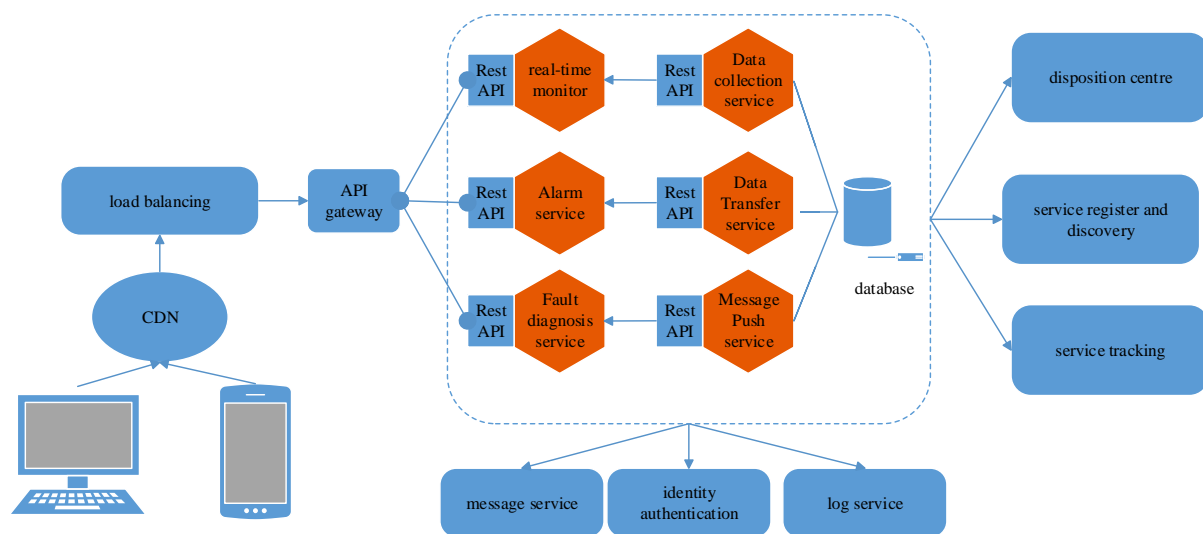 Rest
API
real-time
monitor
Rest
API
Data
collection
service
disposition centre
load balancing
API
gateway
Rest
API
Alarm
service
Rest
API
Data
Transfer
service
service register and
discovery
database
CDN
Rest
API
Fault
diagnosis
service
Rest
API
Message
Push
service
service tracking
message service
identity
authentication
log service